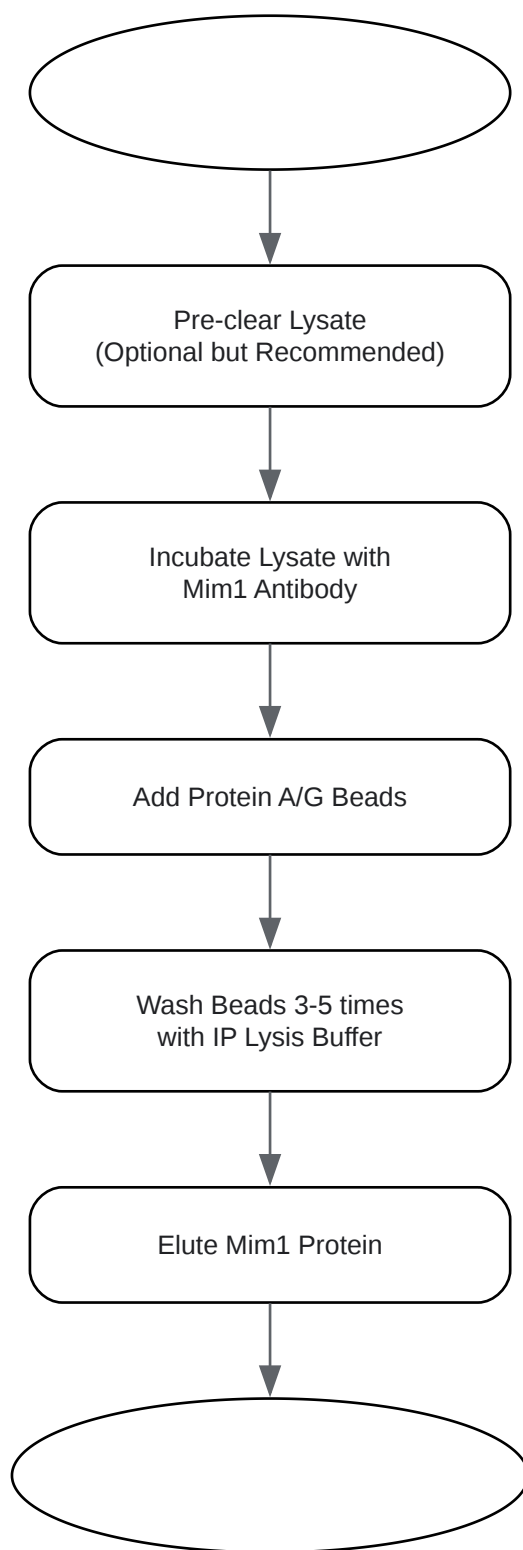 Pre-clear Lysate
(Optional but Recommended)
Incubate Lysate with
Mim1 Antibody
Add Protein A/G Beads
Wash Beads 3-5 times
with IP Lysis Buffer
Elute Mim1 Protein